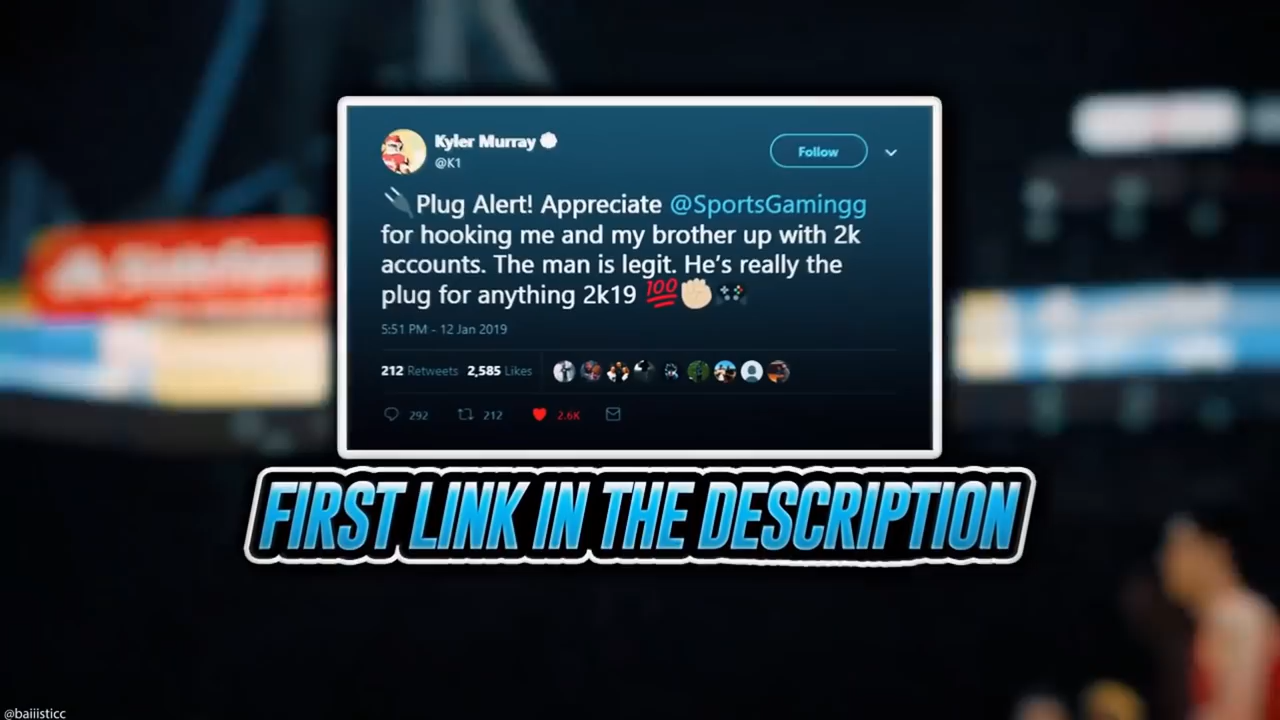 Kyler Murray
@K1
Follow
Plug Alert! Appreciate @SportsGamingg
for hooking me and my brother up with 2k
accounts. The man is legit. He’s really the
plug for anything 2k19 💯✊🏼🎮
5:51 PM - 12 Jan 2019
212 Retweets 2,585 Likes
292 212 2.6K
FIRST LINK IN THE DESCRIPTION
@baiiisticc